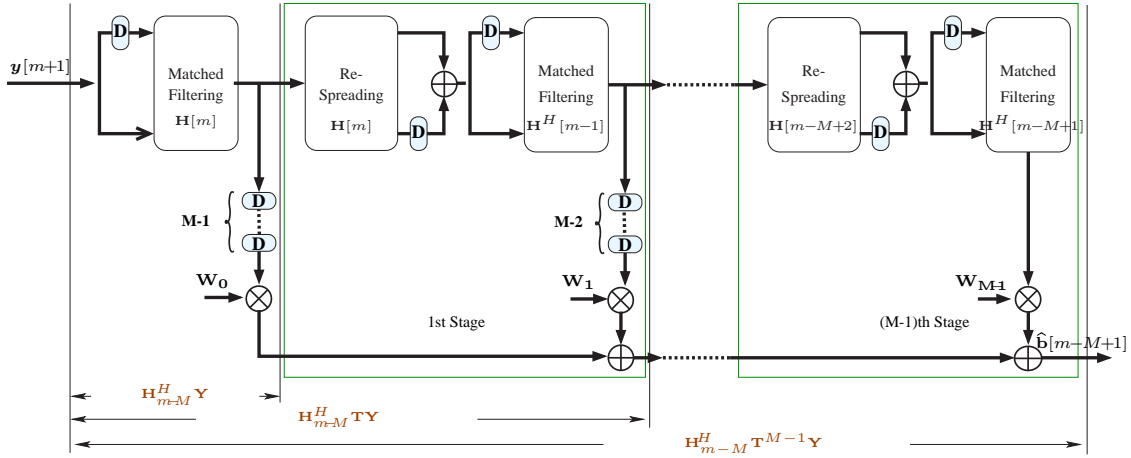 D
D
D
y[m+1]
Matched
Filtering
H[m]
Re-
Spreading
H[m]
D
Matched
Filtering
H^H[m−1]
Re-
Spreading
H[m−M+2]
D
Matched
Filtering
H^H[m−M+1]
M-1
D
D
M-2
D
D
W_0
W_1
W_{M-1}
1st Stage
(M-1)th Stage
b̂[m−M+1]
H^H_{m-M} Y
H^H_{m-M} TY
H^H_{m−M} T^{M−1} Y